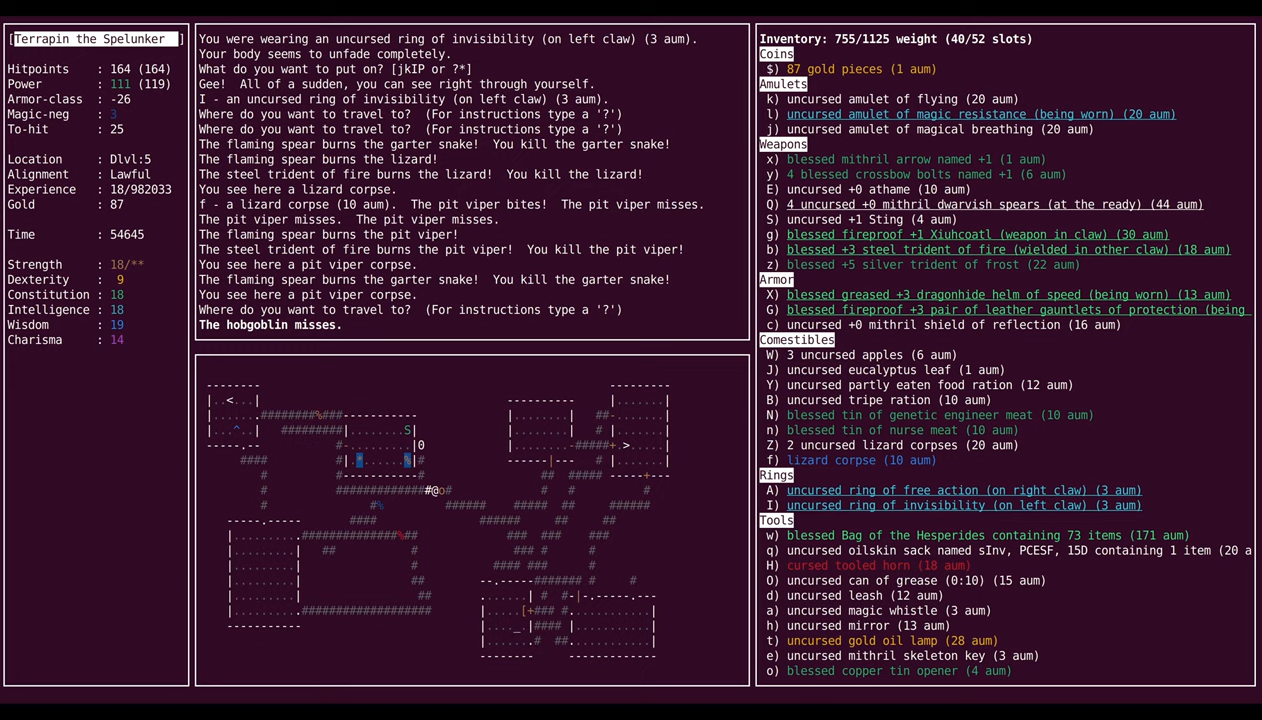 [Terrapin the Spelunker ]
Hitpoints : 164 (164)
Power : 111 (119)
Armor-class : -26
Magic-neg : 3
To-hit : 25
Location : Dlvl:5
Alignment : Lawful
Experience : 18/982033
Gold : 87
Time : 54645
Strength : 18/**
Dexterity : 9
Constitution : 18
Intelligence : 18
Wisdom : 19
Charisma : 14
You were wearing an uncursed ring of invisibility (on left claw) (3 aum).
Your body seems to unfade completely.
What do you want to put on? [jkIP or ?*]
Gee!  All of a sudden, you can see right through yourself.
I - an uncursed ring of invisibility (on left claw) (3 aum).
Where do you want to travel to?  (For instructions type a '?')
Where do you want to travel to?  (For instructions type a '?')
The flaming spear burns the garter snake!  You kill the garter snake!
The flaming spear burns the lizard!
The steel trident of fire burns the lizard!  You kill the lizard!
You see here a lizard corpse.
f - a lizard corpse (10 aum).  The pit viper bites!  The pit viper misses.
The pit viper misses.  The pit viper misses.
The flaming spear burns the pit viper!
The steel trident of fire burns the pit viper!  You kill the pit viper!
You see here a pit viper corpse.
The flaming spear burns the garter snake!  You kill the garter snake!
You see here a pit viper corpse.
Where do you want to travel to?  (For instructions type a '?')
The hobgoblin misses.
Inventory: 755/1125 weight (40/52 slots)
Coins
$) 87 gold pieces (1 aum)
Amulets
k) uncursed amulet of flying (20 aum)
l) uncursed amulet of magic resistance (being worn) (20 aum)
j) uncursed amulet of magical breathing (20 aum)
Weapons
x) blessed mithril arrow named +1 (1 aum)
y) 4 blessed crossbow bolts named +1 (6 aum)
E) uncursed +0 athame (10 aum)
Q) 4 uncursed +0 mithril dwarvish spears (at the ready) (44 aum)
S) uncursed +1 Sting (4 aum)
g) blessed fireproof +1 Xiuhcoatl (weapon in claw) (30 aum)
b) blessed +3 steel trident of fire (wielded in other claw) (18 aum)
z) blessed +5 silver trident of frost (22 aum)
Armor
X) blessed greased +3 dragonhide helm of speed (being worn) (13 aum)
G) blessed fireproof +3 pair of leather gauntlets of protection (being
c) uncursed +0 mithril shield of reflection (16 aum)
Comestibles
W) 3 uncursed apples (6 aum)
J) uncursed eucalyptus leaf (1 aum)
Y) uncursed partly eaten food ration (12 aum)
B) uncursed tripe ration (10 aum)
N) blessed tin of genetic engineer meat (10 aum)
n) blessed tin of nurse meat (10 aum)
Z) 2 uncursed lizard corpses (20 aum)
f) lizard corpse (10 aum)
Rings
A) uncursed ring of free action (on right claw) (3 aum)
I) uncursed ring of invisibility (on left claw) (3 aum)
Tools
w) blessed Bag of the Hesperides containing 73 items (171 aum)
q) uncursed oilskin sack named sInv, PCESF, 15D containing 1 item (20 a
H) cursed tooled horn (18 aum)
O) uncursed can of grease (0:10) (15 aum)
d) uncursed leash (12 aum)
a) uncursed magic whistle (3 aum)
h) uncursed mirror (13 aum)
t) uncursed gold oil lamp (28 aum)
e) uncursed mithril skeleton key (3 aum)
o) blessed copper tin opener (4 aum)